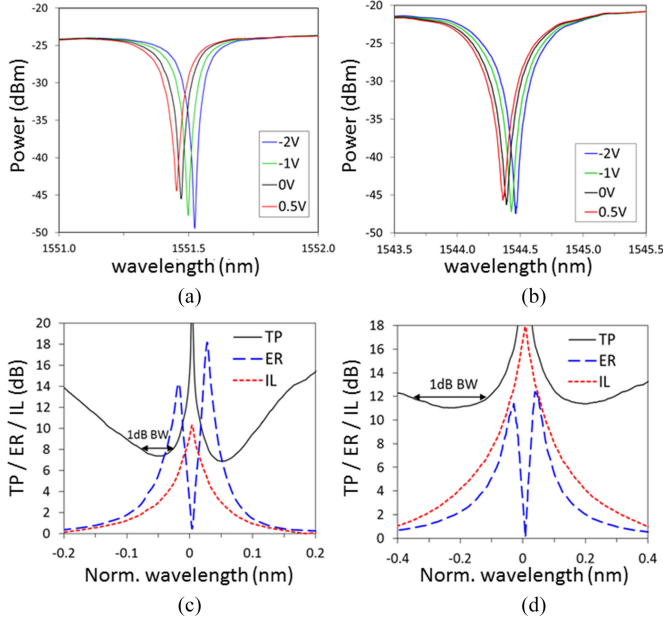 -20
-25
-30
-35
-40
-45
-50
Power (dBm)
-2V
-1V
0V
0.5V
1551.0
1551.5
1552.0
wavelength (nm)
(a)
-20
-25
-30
-35
-40
-45
-50
Power (dBm)
-2V
-1V
0V
0.5V
1543.5
1544.0
1544.5
1545.0
1545.5
wavelength (nm)
(b)
20
18
16
14
12
10
8
6
4
2
0
TP / ER / IL (dB)
TP
ER
IL
1dB BW
-0.2
-0.1
0
0.1
0.2
Norm. wavelength (nm)
(c)
18
16
14
12
10
8
6
4
2
0
TP / ER / IL (dB)
1dB BW
TP
ER
IL
-0.4
-0.2
0
0.2
0.4
Norm. wavelength (nm)
(d)